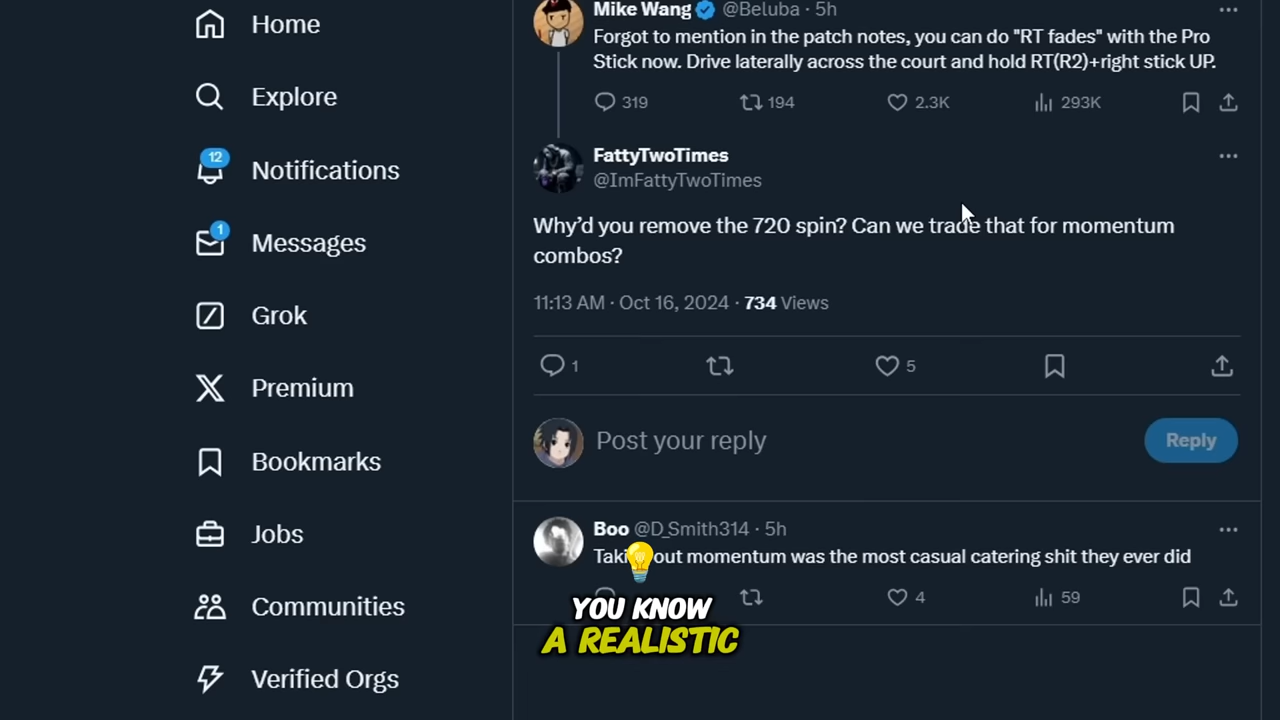 Home
Explore
12
Notifications
1
Messages
Grok
Premium
Bookmarks
Jobs
Communities
Verified Orgs
Mike Wang @Beluba · 5h
Forgot to mention in the patch notes, you can do "RT fades" with the Pro
Stick now. Drive laterally across the court and hold RT(R2)+right stick UP.
319 194 2.3K 293K
FattyTwoTimes
@ImFattyTwoTimes
Why’d you remove the 720 spin? Can we trade that for momentum
combos?
11:13 AM · Oct 16, 2024 · 734 Views
1 5
Post your reply
Reply
Boo @D_Smith314 · 5h
out momentum was the most casual catering shit they ever did
4 59
YOU KNOW
A REALISTIC